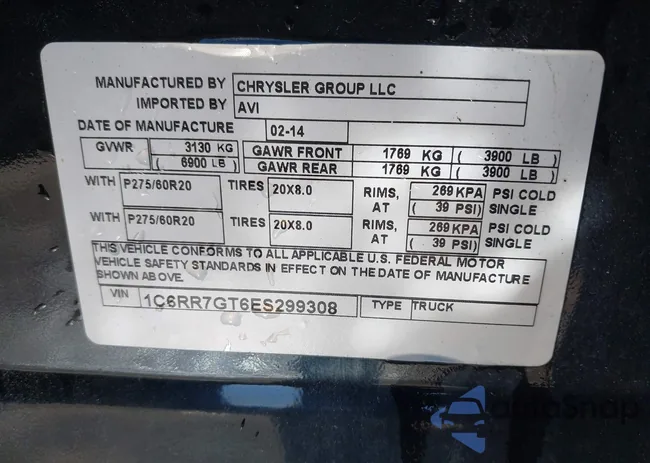 MANUFACTURED BY CHRYSLER GROUP LLC
IMPORTED BY AVI
DATE OF MANUFACTURE 02-14
GVWR 3130 KG GAWR FRONT 1769 KG ( 3900 LB )
( 6900 LB ) GAWR REAR 1769 KG ( 3900 LB )
WITH P275/60R20 TIRES 20X8.0 RIMS, AT 269 KPA PSI COLD
( 39 PSI) SINGLE
WITH P275/60R20 TIRES 20X8.0 RIMS, AT 269 KPA PSI COLD
( 39 PSI) SINGLE
THIS VEHICLE CONFORMS TO ALL APPLICABLE U.S. FEDERAL MOTOR
VEHICLE SAFETY STANDARDS IN EFFECT ON THE DATE OF MANUFACTURE
SHOWN ABOVE.
VIN 1C6RR7GT6ES299308 TYPE TRUCK
AutoSnap